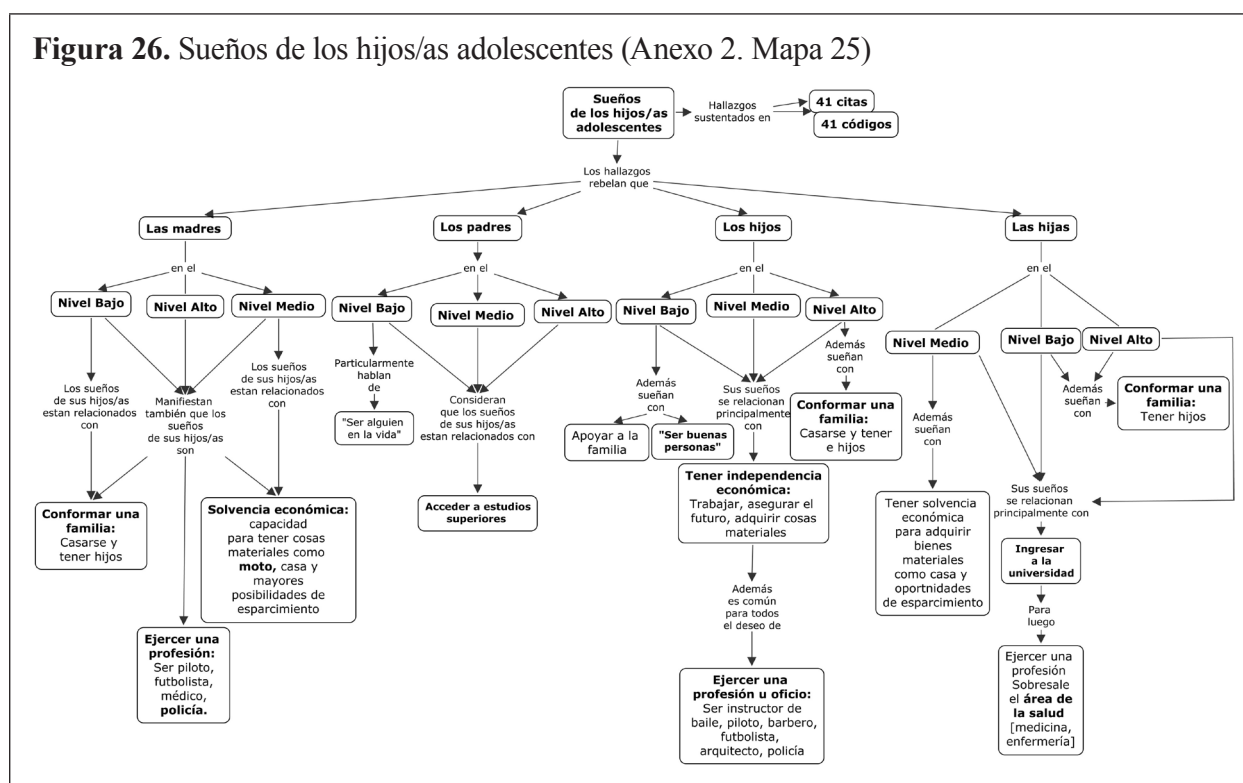 Figura 26. Sueños de los hijos/as adolescentes (Anexo 2. Mapa 25)
Sueños
de los hijos/as
adolescentes
Hallazgos
sustentados en
41 citas
41 códigos
Los hallazgos
rebelan que
Las madres
Los padres
Los hijos
Las hijas
en el
en el
en el
en el
Nivel Bajo
Nivel Alto
Nivel Medio
Nivel Bajo
Nivel Medio
Nivel Alto
Nivel Bajo
Nivel Medio
Nivel Alto
Nivel Medio
Nivel Bajo
Nivel Alto
Los sueños
de sus hijos/as
estan relacionados
con
Manifiestan
también que los
sueños
de sus hijos/as
son
Los sueños
de sus hijos/as
estan relacionados
con
Conformar una
familia:
Casarse y
tener hijos
Solvencia económica:
capacidad
para tener cosas
materiales como
moto, casa y
mayores
posibilidades de
esparcimiento
Ejercer una
profesión:
Ser piloto,
futbolista,
médico,
policía.
Particularmente
hablan
de
"Ser alguien
en la vida"
Consideran
que los sueños
de sus hijos/as
estan relacionados con
Acceder a estudios
superiores
Además
sueñan
con
Apoyar a la
familia
"Ser buenas
personas"
Sus sueños
se relacionan
principalmente
con
Además
sueñan
con
Conformar una
familia:
Casarse y tener
e hijos
Tener independencia
económica:
Trabajar, asegurar el
futuro, adquirir cosas
materiales
Además
es común
para todos
el deseo de
Ejercer una
profesión u oficio:
Ser instructor de
baile, piloto, barbero,
futbolista,
arquitecto, policía
Además
sueñan
con
Tener solvencia
económica
para adquirir
bienes
materiales
como casa y
oportnidades
de esparcimiento
Además
sueñan
con
Conformar una
familia:
Tener hijos
Sus sueños
se relacionan
principalmente con
Ingresar
a la
universidad
Para
luego
Ejercer una
profesión
Sobresale
el área de
la salud
[medicina,
enfermería]